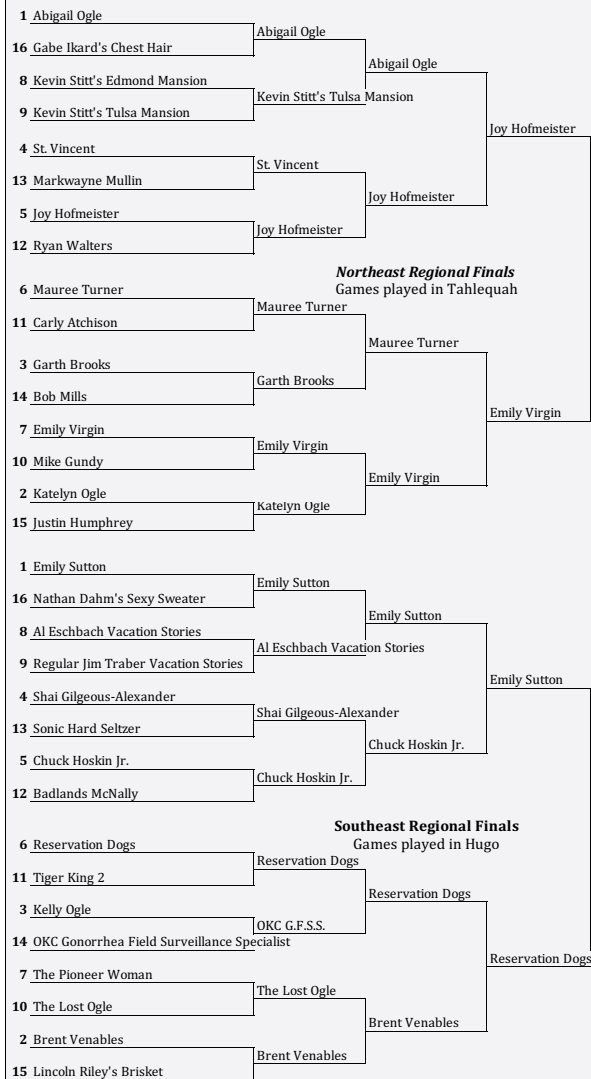 1 Abigail Ogle
16 Gabe Ikard's Chest Hair
8 Kevin Stitt's Edmond Mansion
9 Kevin Stitt's Tulsa Mansion
4 St. Vincent
13 Markwayne Mullin
5 Joy Hofmeister
12 Ryan Walters
Abigail Ogle
Kevin Stitt's Tulsa Mansion
St. Vincent
Joy Hofmeister
Abigail Ogle
Joy Hofmeister
Joy Hofmeister
Northeast Regional Finals
Games played in Tahlequah
6 Mauree Turner
11 Carly Atchison
3 Garth Brooks
14 Bob Mills
7 Emily Virgin
10 Mike Gundy
2 Katelyn Ogle
15 Justin Humphrey
Mauree Turner
Garth Brooks
Emily Virgin
Katelyn Ogle
Mauree Turner
Emily Virgin
Emily Virgin
1 Emily Sutton
16 Nathan Dahm's Sexy Sweater
8 Al Eschbach Vacation Stories
9 Regular Jim Traber Vacation Stories
4 Shai Gilgeous-Alexander
13 Sonic Hard Seltzer
5 Chuck Hoskin Jr.
12 Badlands McNally
Emily Sutton
Al Eschbach Vacation Stories
Shai Gilgeous-Alexander
Chuck Hoskin Jr.
Emily Sutton
Chuck Hoskin Jr.
Emily Sutton
Southeast Regional Finals
Games played in Hugo
6 Reservation Dogs
11 Tiger King 2
3 Kelly Ogle
14 OKC Gonorrhea Field Surveillance Specialist
7 The Pioneer Woman
10 The Lost Ogle
2 Brent Venables
15 Lincoln Riley's Brisket
Reservation Dogs
OKC G.F.S.S.
The Lost Ogle
Brent Venables
Reservation Dogs
Brent Venables
Reservation Dogs